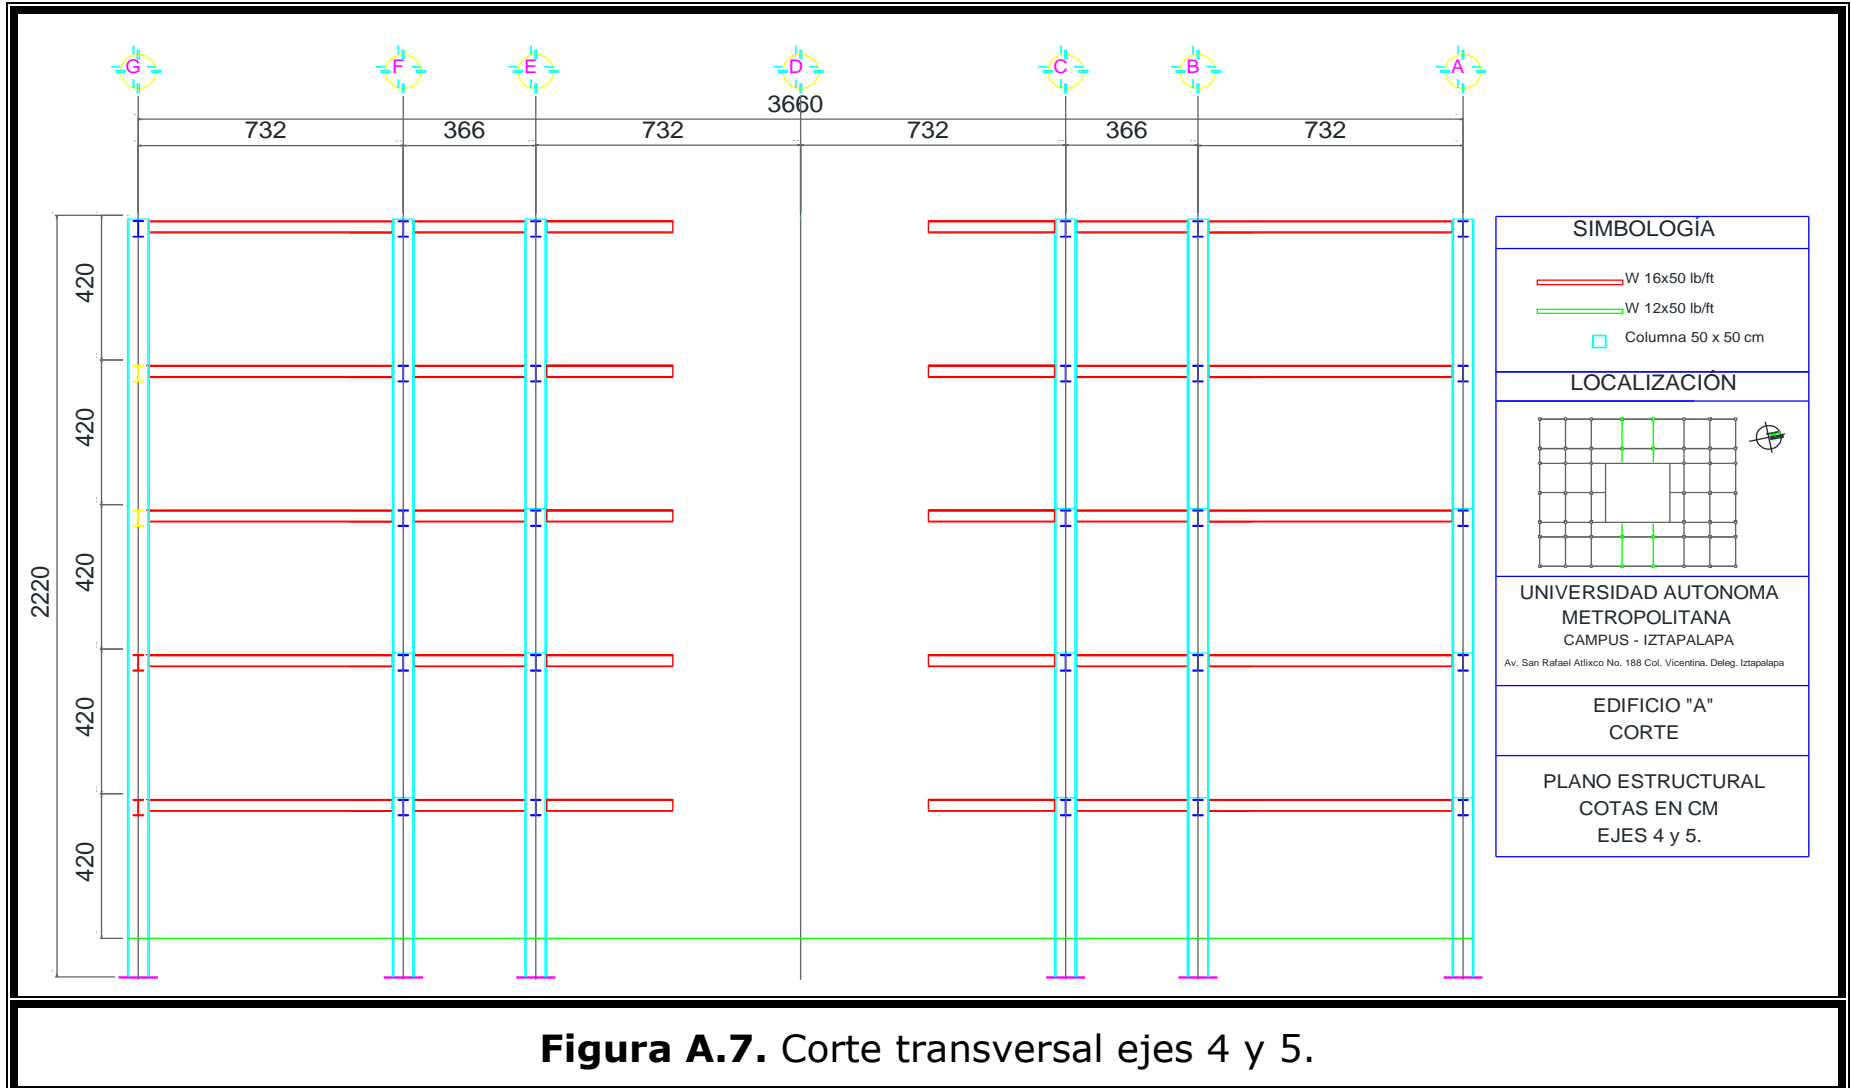 G F E D C B A
3660
732 366 732 732 366 732
420
420
420
420
420
2220
SIMBOLOGÍA
W 16x50 lb/ft
W 12x50 lb/ft
Columna 50 x 50 cm
LOCALIZACIÓN
UNIVERSIDAD AUTONOMA
METROPOLITANA
CAMPUS - IZTAPALAPA
Av. San Rafael Atlixco No. 188 Col. Vicentina. Deleg. Iztapalapa
EDIFICIO "A"
CORTE
PLANO ESTRUCTURAL
COTAS EN CM
EJES 4 y 5.
Figura A.7. Corte transversal ejes 4 y 5.